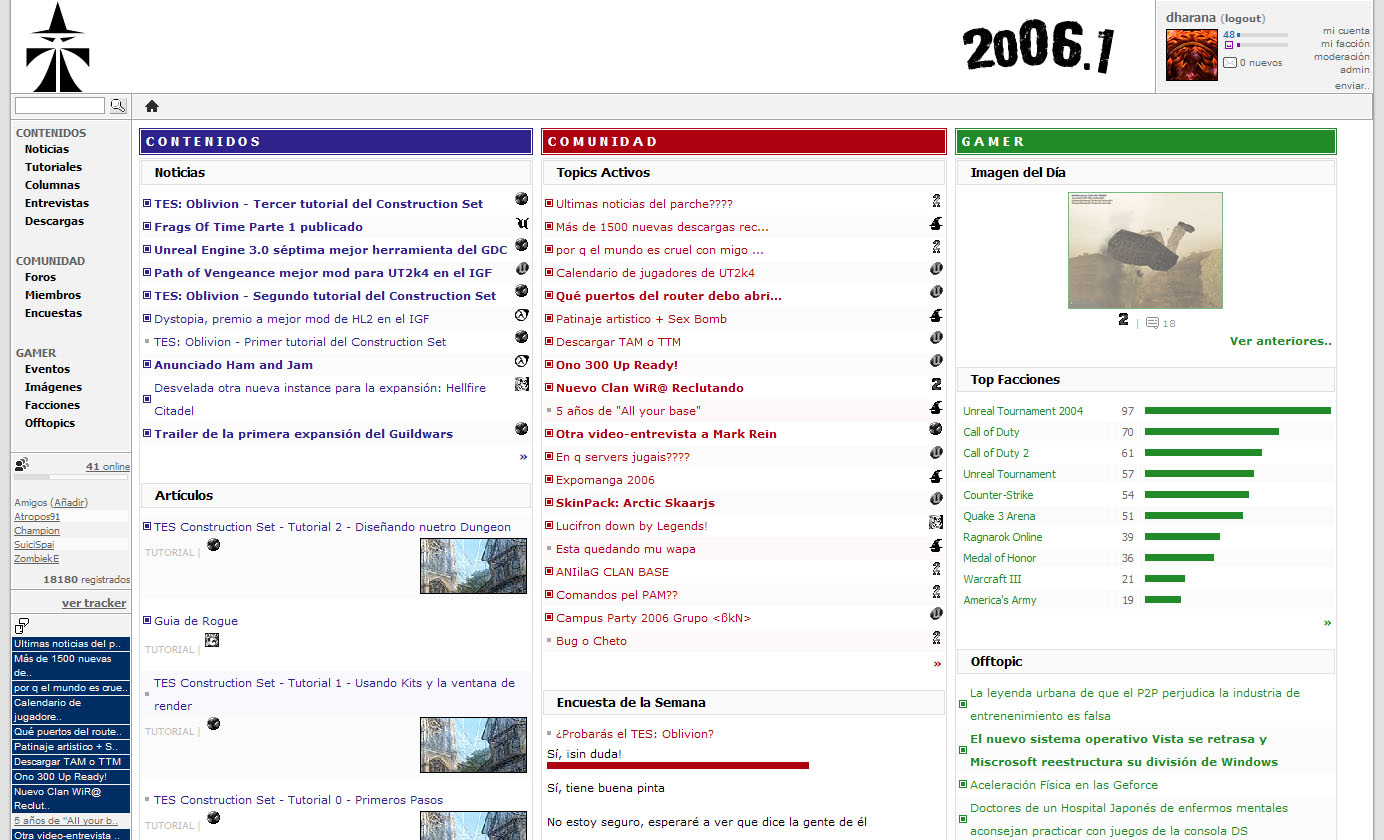 2006.1
dharana (logout)
48
0 nuevos
mi cuenta
mi facción
moderación
admin
enviar..
CONTENIDOS
Noticias
Tutoriales
Columnas
Entrevistas
Descargas
COMUNIDAD
Foros
Miembros
Encuestas
GAMER
Eventos
Imágenes
Facciones
Offtopics
41 online
Amigos (Añadir)
Atropos91
Champion
SuiciSpai
ZombiekE
18180 registrados
ver tracker
Ultimas noticias del p..
Más de 1500 nuevas
de..
por q el mundo es crue..
Calendario de
jugadore..
Qué puertos del route..
Patinaje artistico + S..
Descargar TAM o TTM
Ono 300 Up Ready!
Nuevo Clan WiR@
Reclut..
5 años de "All your b..
Otra video-entrevista ..
CONTENIDOS
Noticias
TES: Oblivion - Tercer tutorial del Construction Set
Frags Of Time Parte 1 publicado
Unreal Engine 3.0 séptima mejor herramienta del GDC
Path of Vengeance mejor mod para UT2k4 en el IGF
TES: Oblivion - Segundo tutorial del Construction Set
Dystopia, premio a mejor mod de HL2 en el IGF
TES: Oblivion - Primer tutorial del Construction Set
Anunciado Ham and Jam
Desvelada otra nueva instance para la expansión: Hellfire
Citadel
Trailer de la primera expansión del Guildwars
»
Artículos
TES Construction Set - Tutorial 2 - Diseñando nuetro Dungeon
TUTORIAL |
Guia de Rogue
TUTORIAL |
TES Construction Set - Tutorial 1 - Usando Kits y la ventana de
render
TUTORIAL |
TES Construction Set - Tutorial 0 - Primeros Pasos
TUTORIAL |
COMUNIDAD
Topics Activos
Ultimas noticias del parche????
Más de 1500 nuevas descargas rec...
por q el mundo es cruel con migo ...
Calendario de jugadores de UT2k4
Qué puertos del router debo abri...
Patinaje artistico + Sex Bomb
Descargar TAM o TTM
Ono 300 Up Ready!
Nuevo Clan WiR@ Reclutando
5 años de "All your base"
Otra video-entrevista a Mark Rein
En q servers jugais????
Expomanga 2006
SkinPack: Arctic Skaarjs
Lucifron down by Legends!
Esta quedando mu wapa
ANIilaG CLAN BASE
Comandos pel PAM??
Campus Party 2006 Grupo <ßkN>
Bug o Cheto
»
Encuesta de la Semana
¿Probarás el TES: Oblivion?
Sí, ¡sin duda!
Sí, tiene buena pinta
No estoy seguro, esperaré a ver que dice la gente de él
GAMER
Imagen del Día
2 | 18
Ver anteriores..
Top Facciones
Unreal Tournament 2004 97
Call of Duty 70
Call of Duty 2 61
Unreal Tournament 57
Counter-Strike 54
Quake 3 Arena 51
Ragnarok Online 39
Medal of Honor 36
Warcraft III 21
America's Army 19
»
Offtopic
La leyenda urbana de que el P2P perjudica la industria de
entrenenimiento es falsa
El nuevo sistema operativo Vista se retrasa y
Miscrosoft reestructura su división de Windows
Aceleración Física en las Geforce
Doctores de un Hospital Japonés de enfermos mentales
aconsejan practicar con juegos de la consola DS